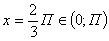 x = 2/3 П ∈ (0; П)